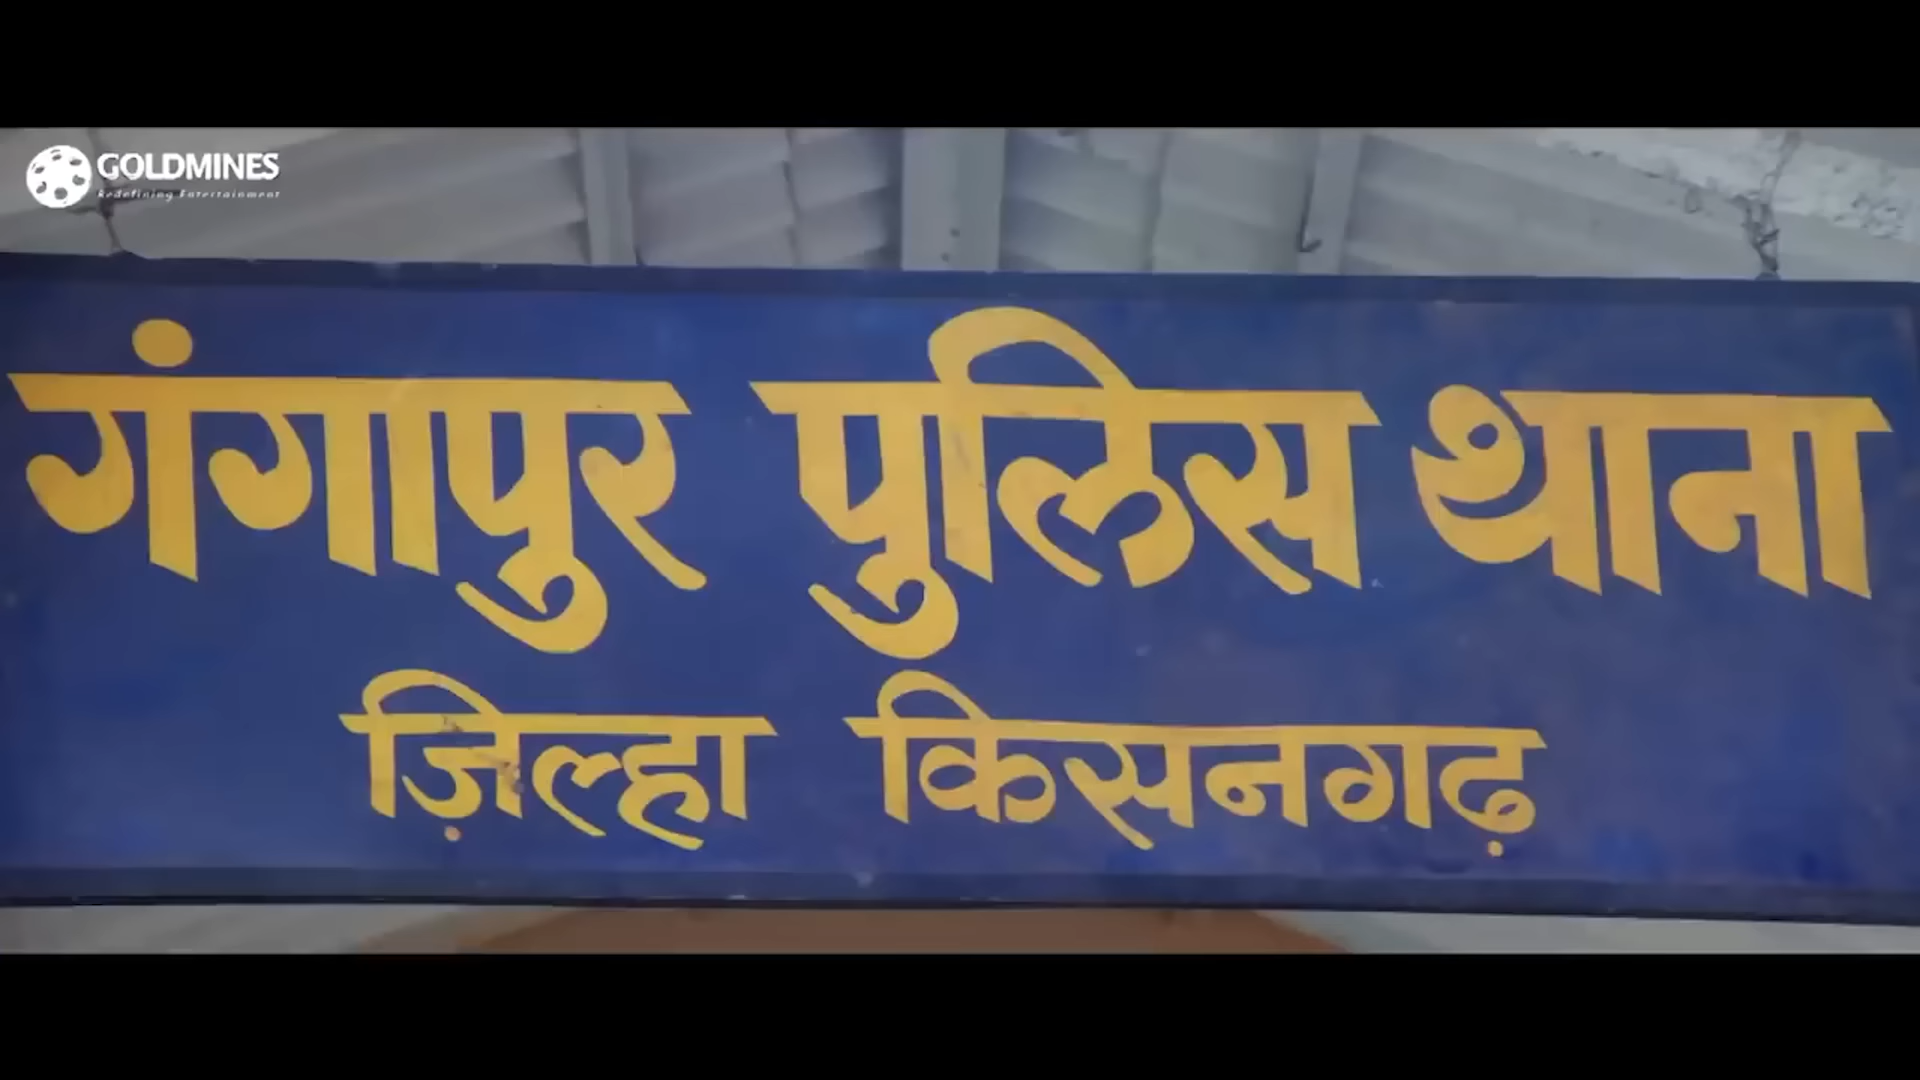 GOLDMINES
Redefining Entertainment
गंगापुर पुलिस थाना
ज़िल्हा किसनगढ़